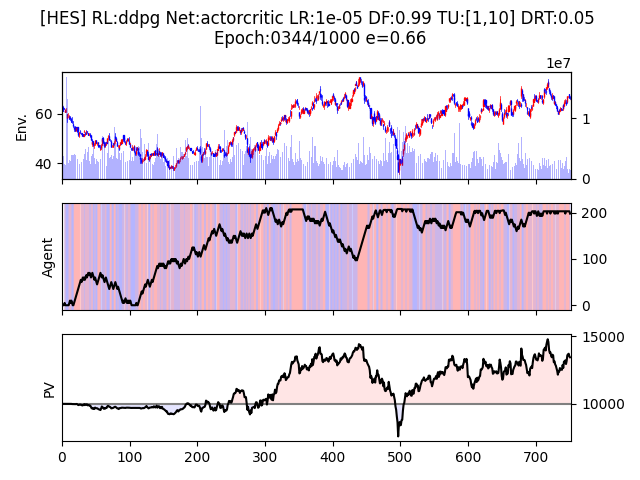 [HES] RL:ddpg Net:actorcritic LR:1e-05 DF:0.99 TU:[1,10] DRT:0.05
Epoch:0344/1000 e=0.66
1e7
Env.
60
40
1
0
Agent
200
100
0
PV
15000
10000
0 100 200 300 400 500 600 700